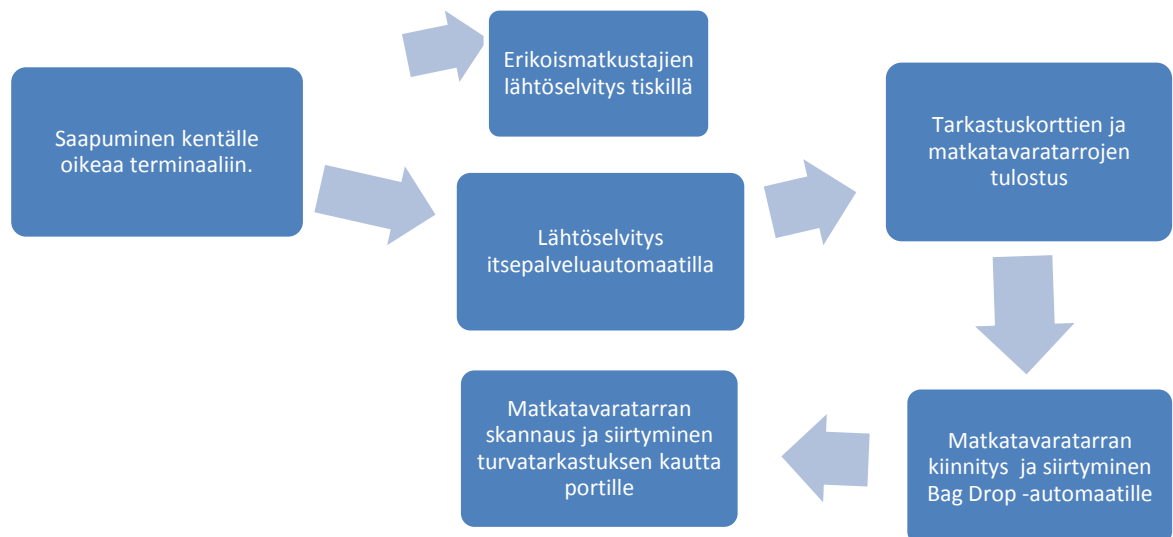 Saapuminen kentälle
oikeaa terminaaliin.
Erikoismatkustajien
lähtöselvitys tiskillä
Lähtöselvitys
itsepalveluautomaatilla
Tarkastuskorttien ja
matkatavaratarrojen
tulostus
Matkatavaratarran
kiinnitys  ja siirtyminen
Bag Drop -automaatille
Matkatavaratarran
skannaus ja siirtyminen
turvatarkastuksen kautta
portille